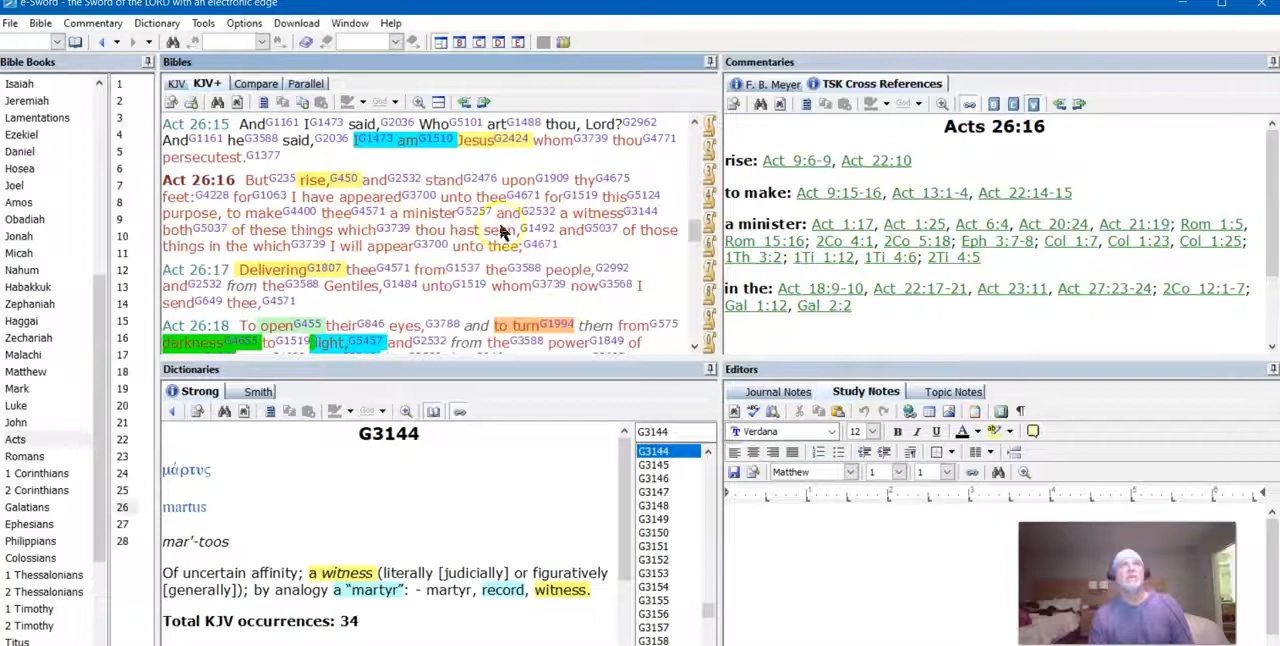 e-Sword - the Sword of the LORD with an electronic edge
File Bible Commentary Dictionary Tools Options Download Window Help
B C D E
Bible Books
Isaiah
Jeremiah
Lamentations
Ezekiel
Daniel
Hosea
Joel
Amos
Obadiah
Jonah
Micah
Nahum
Habakkuk
Zephaniah
Haggai
Zechariah
Malachi
Matthew
Mark
Luke
John
Acts
Romans
1 Corinthians
2 Corinthians
Galatians
Ephesians
Philippians
Colossians
1 Thessalonians
2 Thessalonians
1 Timothy
2 Timothy
Titus
1
2
3
4
5
6
7
8
9
10
11
12
13
14
15
16
17
18
19
20
21
22
23
24
25
26
27
28
Bibles
KJV KJV+ Compare Parallel
Act 26:15 AndG1161 IG1473 said,G2036 WhoG5101 artG1488 thou, Lord?G2962
AndG1161 heG3588 said,G2036 IG1473 amG1510 JesusG2424 whomG3739 thouG4771
persecutest.G1377
Act 26:16 ButG235 rise,G450 andG2532 standG2476 uponG1909 thyG4675
feet:G4228 forG1063 I have appearedG3700 unto theeG4671 forG1519 thisG5124
purpose, to makeG4400 theeG4571 a ministerG5257 andG2532 a witnessG3144
bothG5037 of these things whichG3739 thou hast seen,G1492 andG5037 of those
things in the whichG3739 I will appearG3700 unto thee;G4671
Act 26:17 DeliveringG1807 theeG4571 fromG1537 theG3588 people,G2992
andG2532 from theG3588 Gentiles,G1484 untoG1519 whomG3739 nowG3568 I
sendG649 thee,G4571
Act 26:18 To openG455 theirG846 eyes,G3788 and to turnG1994 them fromG575
darknessG4655 toG1519 light,G5457 andG2532 from theG3588 powerG1849 of
Commentaries
F. B. Meyer TSK Cross References
Acts 26:16
rise: Act 9:6-9, Act 22:10
to make: Act 9:15-16, Act 13:1-4, Act 22:14-15
a minister: Act 1:17, Act 1:25, Act 6:4, Act 20:24, Act 21:19; Rom 1:5,
Rom 15:16; 2Co 4:1, 2Co 5:18; Eph 3:7-8; Col 1:7, Col 1:23, Col 1:25;
1Th 3:2; 1Ti 1:12, 1Ti 4:6; 2Ti 4:5
in the: Act 18:9-10, Act 22:17-21, Act 23:11, Act 27:23-24; 2Co 12:1-7;
Gal 1:12, Gal 2:2
Dictionaries
Strong Smith
G3144
μάρτυς
martus
mar'-toos
Of uncertain affinity; a witness (literally [judicially] or figuratively
[generally]); by analogy a “martyr”: - martyr, record, witness.
Total KJV occurrences: 34
G3144
G3144
G3145
G3146
G3147
G3148
G3149
G3150
G3151
G3152
G3153
G3154
G3155
G3156
G3157
G3158
Editors
Journal Notes Study Notes Topic Notes
Verdana 12 B I U A
Matthew 1 1
1 2 3 4 5 6